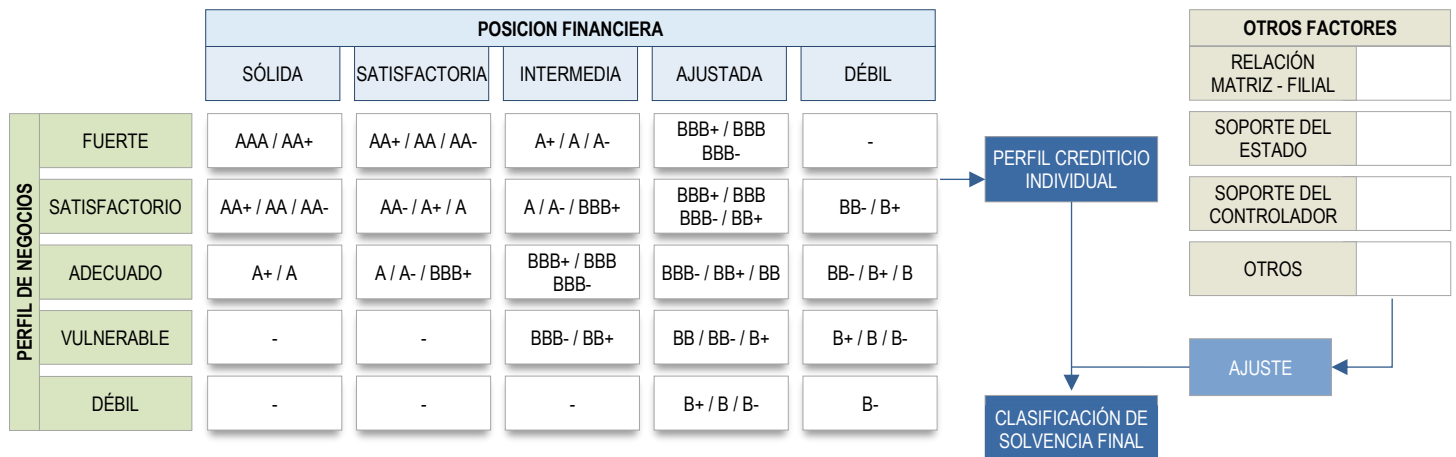 POSICION FINANCIERA
SÓLIDA
SATISFACTORIA
INTERMEDIA
AJUSTADA
DÉBIL
PERFIL DE NEGOCIOS
FUERTE
AAA / AA+
AA+ / AA / AA-
A+ / A / A-
BBB+ / BBB
BBB-
-
SATISFACTORIO
AA+ / AA / AA-
AA- / A+ / A
A / A- / BBB+
BBB+ / BBB
BBB- / BB+
BB- / B+
ADECUADO
A+ / A
A / A- / BBB+
BBB+ / BBB
BBB-
BBB- / BB+ / BB
BB- / B+ / B
VULNERABLE
-
-
BBB- / BB+
BB / BB- / B+
B+ / B / B-
DÉBIL
-
-
-
B+ / B / B-
B-
PERFIL CREDITICIO
INDIVIDUAL
CLASIFICACIÓN DE
SOLVENCIA FINAL
OTROS FACTORES
RELACIÓN
MATRIZ - FILIAL
SOPORTE DEL
ESTADO
SOPORTE DEL
CONTROLADOR
OTROS
AJUSTE